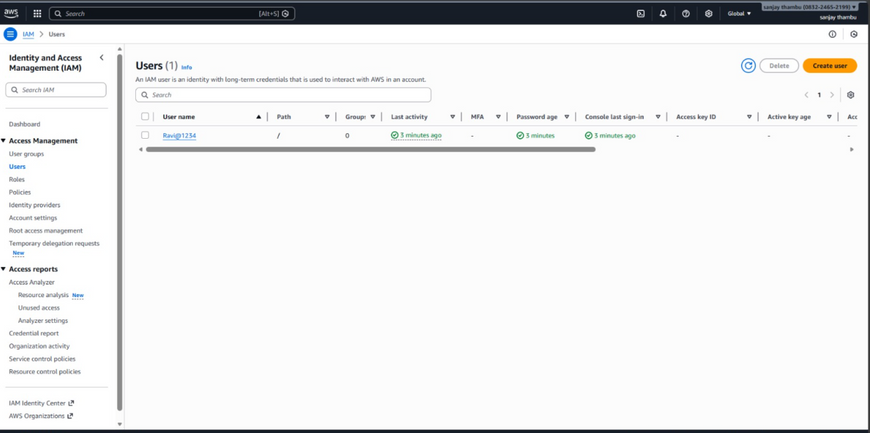 aws
Search [Alt+S] Global sanjay thambu (0832-2465-2199)
sanjay thambu
IAM > Users
Identity and Access
Management (IAM)
Search IAM
Dashboard
Access Management
User groups
Users
Roles
Policies
Identity providers
Account settings
Root access management
Temporary delegation requests
New
Access reports
Access Analyzer
Resource analysis New
Unused access
Analyzer settings
Credential report
Organization activity
Service control policies
Resource control policies
IAM Identity Center
AWS Organizations
Users (1) Info
Delete Create user
An IAM user is an identity with long-term credentials that is used to interact with AWS in an account.
Search
1
User name Path Groups Last activity MFA Password age Console last sign-in Access key ID Active key age Acc
Ravi@1234 / 0 3 minutes ago - 3 minutes 3 minutes ago - - -